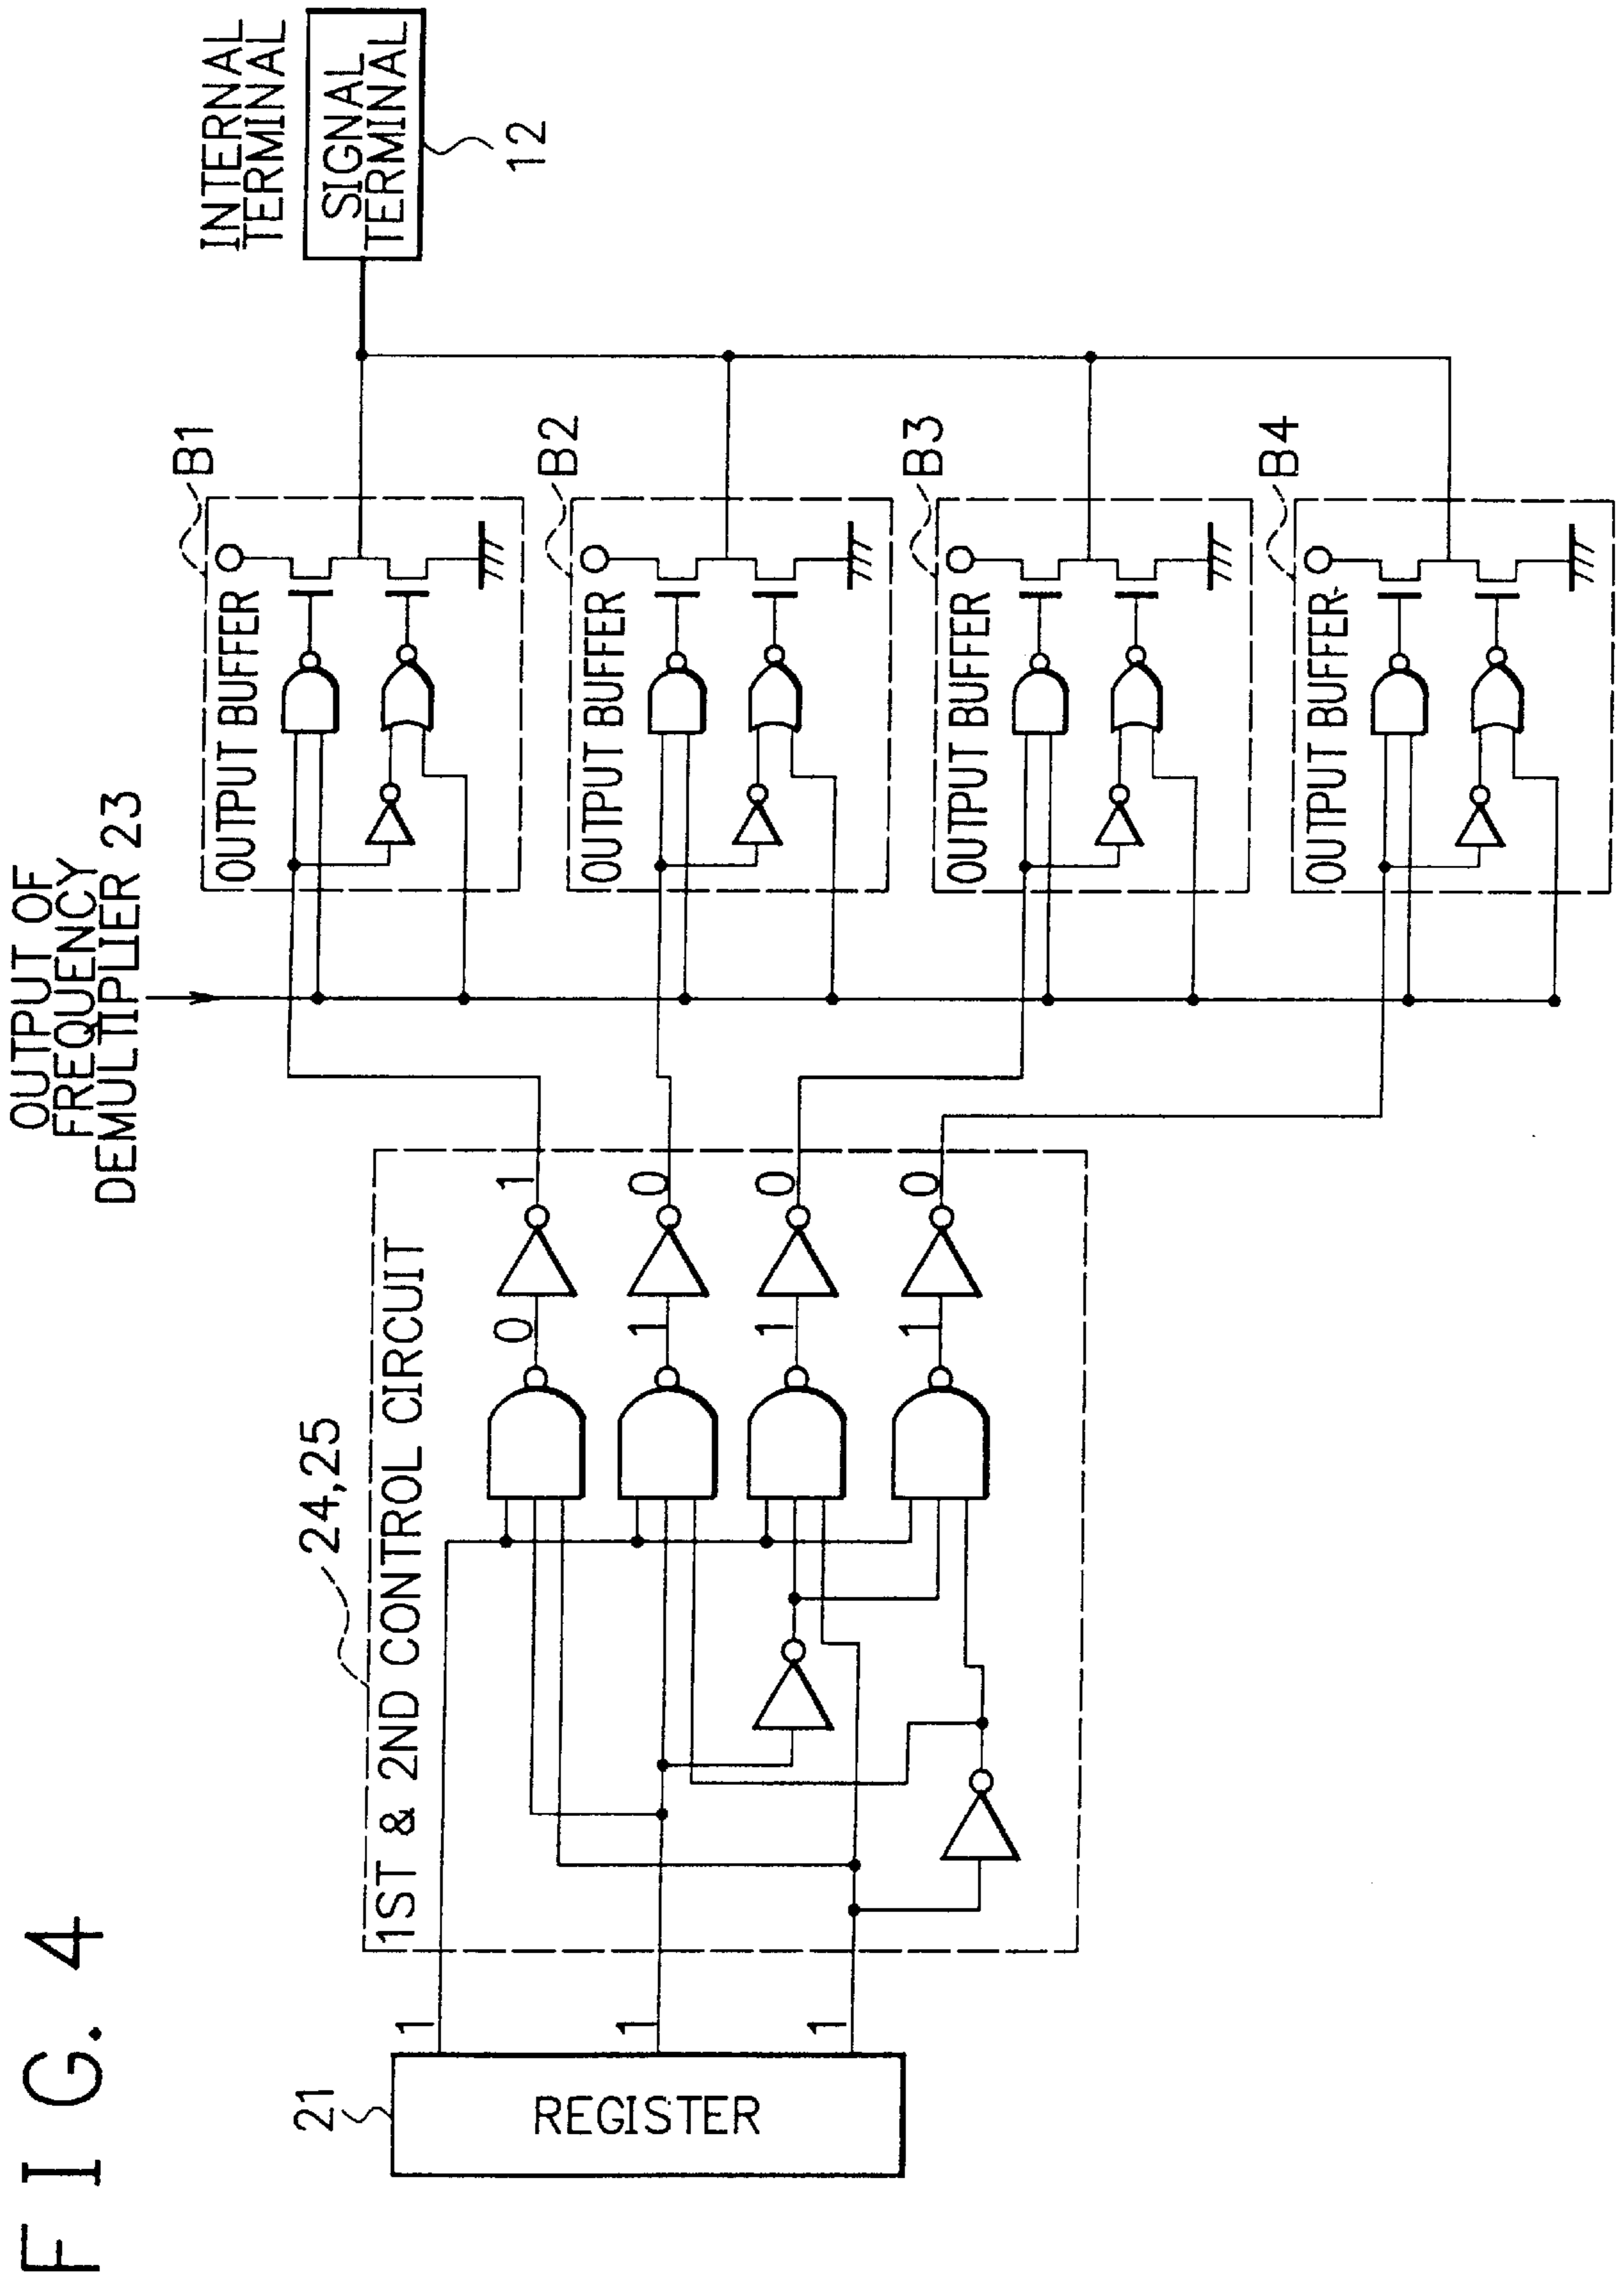 FIG. 4
21
REGISTER
1
1
1
24,25
1ST & 2ND CONTROL CIRCUIT
0
1
1
1
1
0
0
0
OUTPUT OF
FREQUENCY
DEMULTIPLIER 23
B1
OUTPUT BUFFER
B2
OUTPUT BUFFER
B3
OUTPUT BUFFER
B4
OUTPUT BUFFER
INTERNAL
TERMINAL
SIGNAL
TERMINAL
12